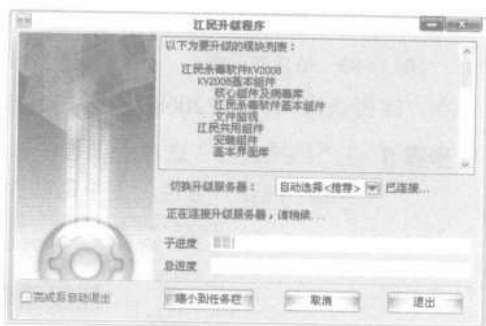 江民升级程序
以下为要升级的模块列表：
江民杀毒软件KV2008
KV2008基本组件
核心组件及病毒库
江民杀毒软件基本组件
文件监视
江民共用组件
安装组件
基本界面库
切换升级服务器： 自动选择<推荐> 已连接...
正在连接升级服务器，请稍候...
子进度
总进度
完成后自动退出 缩小到任务栏 取消 退出